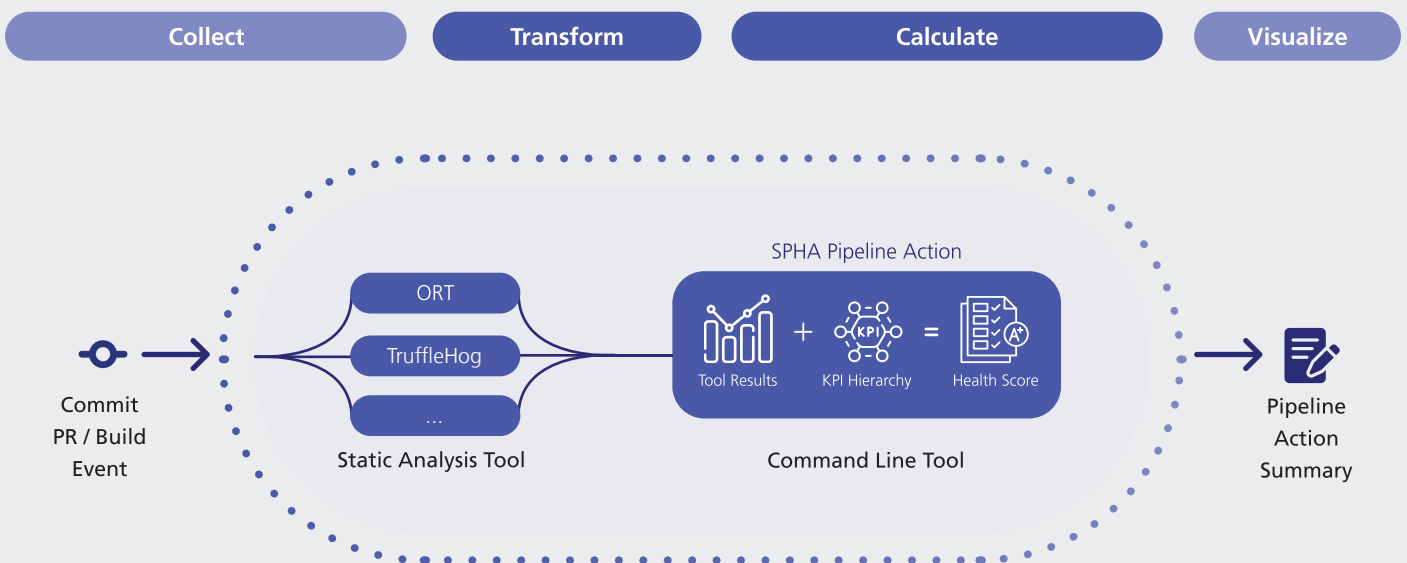 Collect
Transform
Calculate
Visualize
SPHA Pipeline Action
ORT
TruffleHog
...
Static Analysis Tool
KPI
A+
+
=
Tool Results
KPI Hierarchy
Health Score
Command Line Tool
Commit
PR / Build
Event
Pipeline
Action
Summary